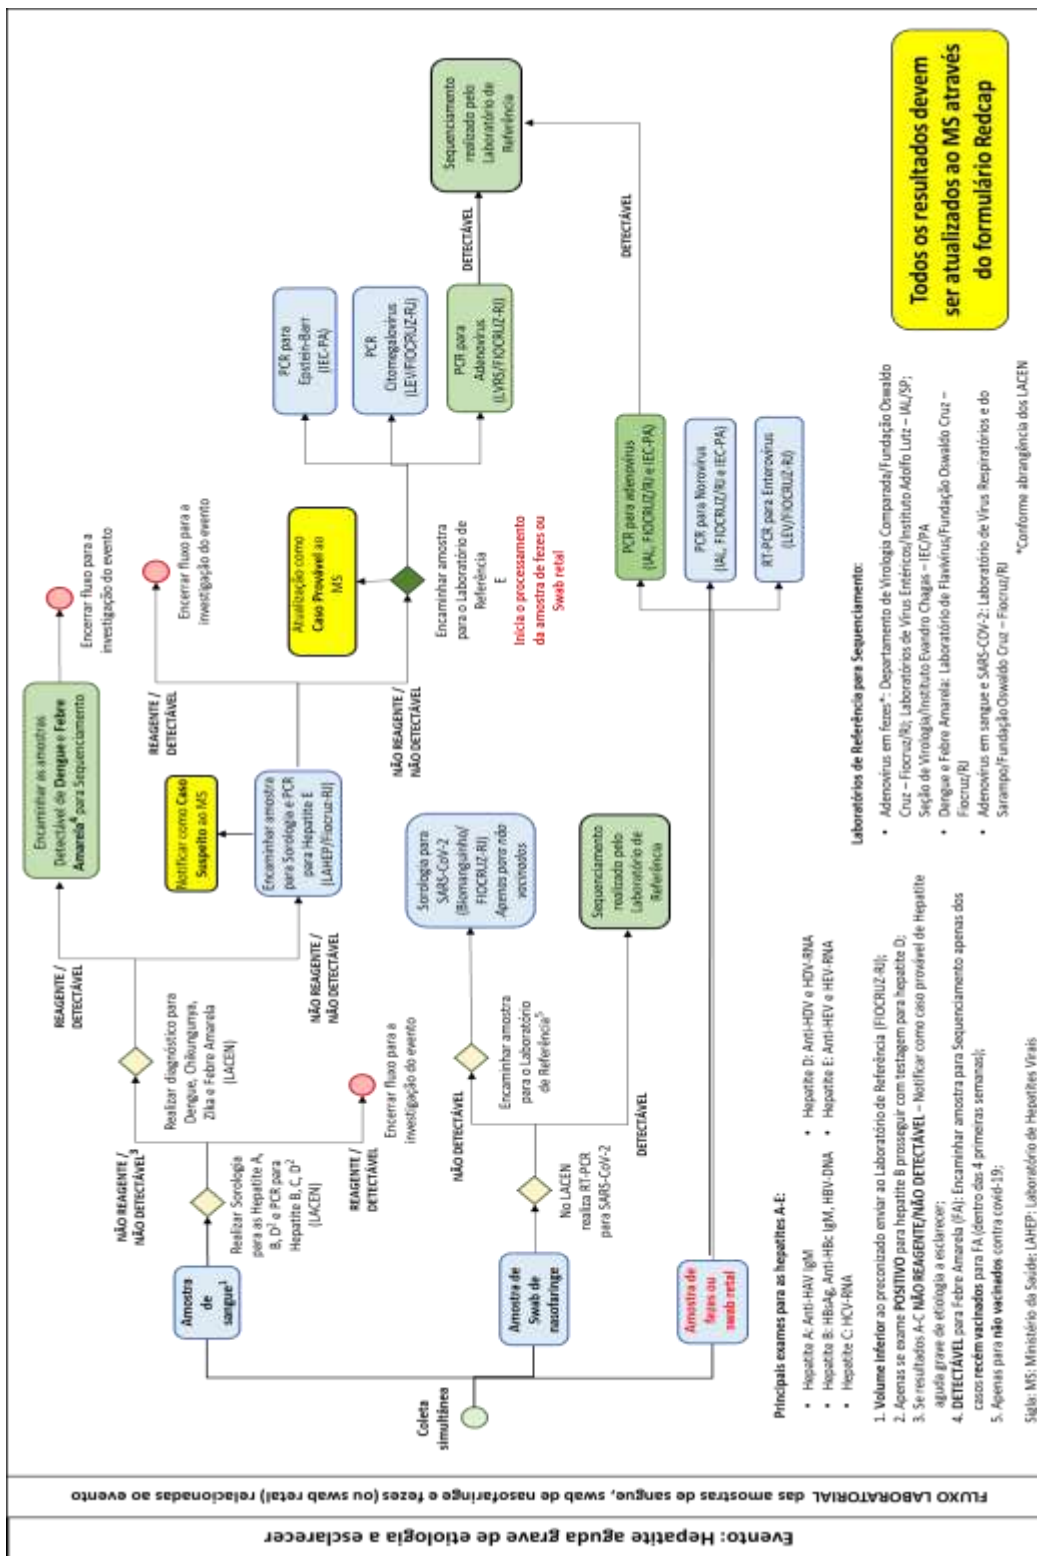 Evento: Hepatite aguda grave de etiologia a esclarecer
FLUXO LABORATORIAL das amostras de sangue, swab de nasofaringe e fezes (ou swab retal) relacionadas ao evento
Coleta
simultânea
Amostra
de
sangue¹
Realizar Sorologia
para as Hepatite A,
B, D² e PCR para
Hepatite B, C, D²
(LACEN)
NÃO REAGENTE /
NÃO DETECTÁVEL³
Realizar diagnóstico para
Dengue, Chikungunya,
Zika e Febre Amarela
(LACEN)
REAGENTE /
DETECTÁVEL
Encerrar fluxo para a
investigação do evento
REAGENTE /
DETECTÁVEL
Encaminhar as amostras
Detectável de Dengue e Febre
Amarela⁴ para Sequenciamento
Encerrar fluxo para a
investigação do evento
NÃO REAGENTE /
NÃO DETECTÁVEL
Notificar como Caso
Suspeito ao MS
Encaminhar amostra
para Sorologia e PCR
para Hepatite E
(LAHEP/Fiocruz-RJ)
REAGENTE /
DETECTÁVEL
Encerrar fluxo para a
investigação do evento
NÃO REAGENTE /
NÃO DETECTÁVEL
Atualização como
Caso Provável ao
MS
Encaminhar amostra
para o Laboratório de
Referência
E
Inicia o processamento
da amostra de fezes ou
Swab retal
PCR para
Epstein-Barr
(IEC-PA)
PCR
Citomegalovírus
(LEV/FIOCRUZ-RJ)
PCR para
Adenovírus
(LVRS/FIOCRUZ-RJ)
DETECTÁVEL
Sequenciamento
realizado pelo
Laboratório de
Referência
Amostra de
Swab de
nasofaringe
No LACEN
realiza RT-PCR
para SARS-CoV-2
NÃO DETECTÁVEL
Encaminhar amostra
para o Laboratório
de Referência⁵
Sorologia para
SARS-CoV-2
(Biomanguinho/
FIOCRUZ-RJ)
Apenas para não
vacinados
DETECTÁVEL
Sequenciamento
realizado pelo
Laboratório de
Referência
Amostra de
fezes ou
swab retal
PCR para adenovírus
(IAL, FIOCRUZ/RJ e IEC-PA)
PCR para Norovírus
(IAL, FIOCRUZ/RJ e IEC-PA)
RT-PCR para Enterovírus
(LEV/FIOCRUZ-RJ)
DETECTÁVEL
Principais exames para as hepatites A-E:
• Hepatite A: Anti-HAV IgM
• Hepatite B: HBsAg, Anti-HBc IgM, HBV-DNA
• Hepatite C: HCV-RNA
• Hepatite D: Anti-HDV e HDV-RNA
• Hepatite E: Anti-HEV e HEV-RNA
1. Volume inferior ao preconizado enviar ao Laboratório de Referência (FIOCRUZ-RJ);
2. Apenas se exame POSITIVO para hepatite B prosseguir com testagem para hepatite D;
3. Se resultados A-C NÃO REAGENTE/NÃO DETECTÁVEL – Notificar como caso provável de Hepatite
aguda grave de etiologia a esclarecer;
4. DETECTÁVEL para Febre Amarela (FA): Encaminhar amostra para Sequenciamento apenas dos
casos recém vacinados para FA (dentro das 4 primeiras semanas);
5. Apenas para não vacinados contra covid-19;
Sigla: MS: Ministério da Saúde; LAHEP: Laboratório de Hepatites Virais
Laboratórios de Referência para Sequenciamento:
• Adenovírus em fezes*: Departamento de Virologia Comparada/Fundação Oswaldo
Cruz – Fiocruz/RJ; Laboratórios de Vírus Entéricos/Instituto Adolfo Lutz – IAL/SP;
Seção de Virologia/Instituto Evandro Chagas – IEC/PA
• Dengue e Febre Amarela: Laboratório de Flavivírus/Fundação Oswaldo Cruz –
Fiocruz/RJ
• Adenovírus em sangue e SARS-COV-2: Laboratório de Vírus Respiratórios e do
Sarampo/Fundação Oswaldo Cruz – Fiocruz/RJ
*Conforme abrangência dos LACEN
Todos os resultados devem
ser atualizados ao MS através
do formulário Redcap